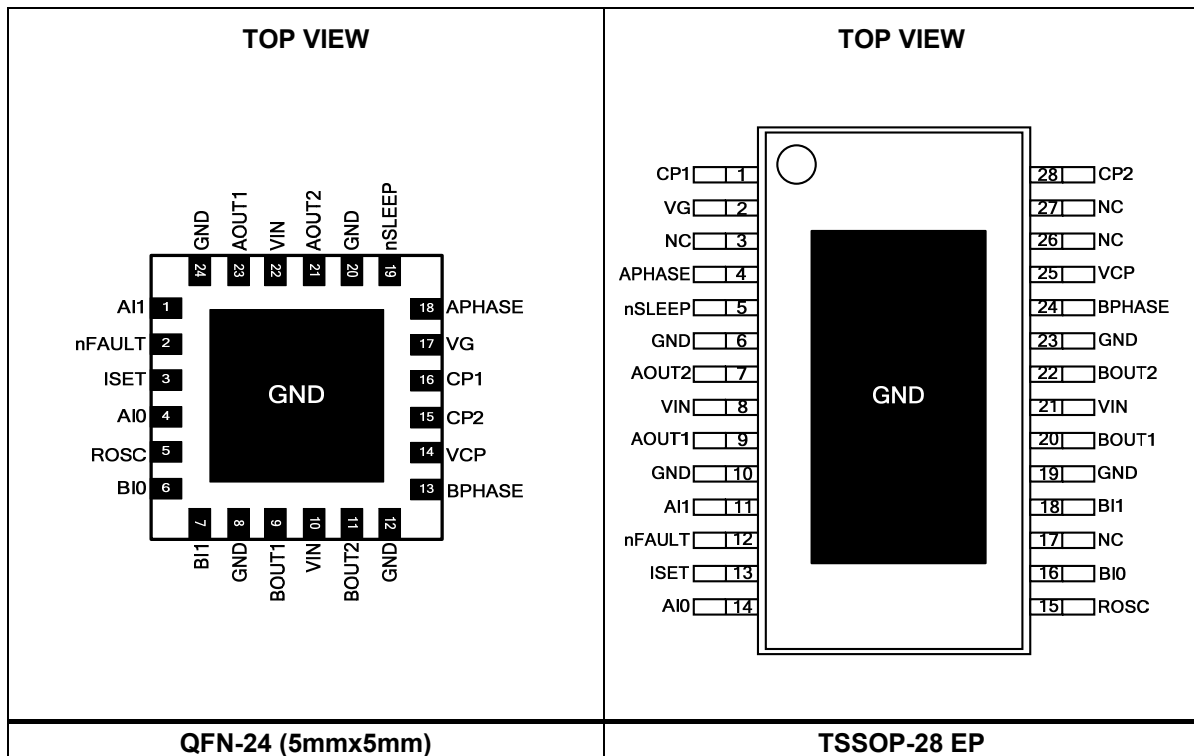 TOP VIEW
GND AOUT1 VIN AOUT2 GND nSLEEP
24 23 22 21 20 19
AI1 1
nFAULT 2
ISET 3
AI0 4
ROSC 5
BI0 6
GND
18 APHASE
17 VG
16 CP1
15 CP2
14 VCP
13 BPHASE
7 8 9 10 11 12
BI1 GND BOUT1 VIN BOUT2 GND
QFN-24 (5mmx5mm)
TOP VIEW
CP1 1
VG 2
NC 3
APHASE 4
nSLEEP 5
GND 6
AOUT2 7
VIN 8
AOUT1 9
GND 10
AI1 11
nFAULT 12
ISET 13
AI0 14
GND
28 CP2
27 NC
26 NC
25 VCP
24 BPHASE
23 GND
22 BOUT2
21 VIN
20 BOUT1
19 GND
18 BI1
17 NC
16 BI0
15 ROSC
TSSOP-28 EP